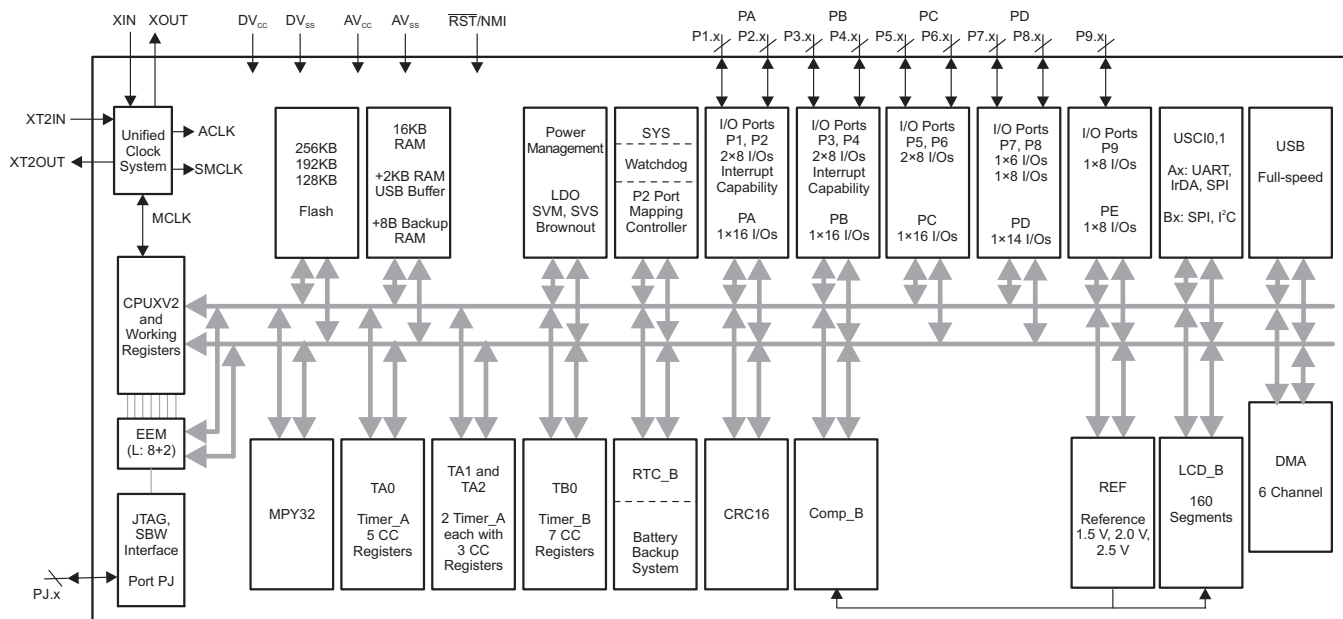 XIN
XOUT
DVCC
DVSS
AVCC
AVSS
RST/NMI
PA
PB
PC
PD
P1.x
P2.x
P3.x
P4.x
P5.x
P6.x
P7.x
P8.x
P9.x
XT2IN
XT2OUT
Unified
Clock
System
ACLK
SMCLK
MCLK
256KB
192KB
128KB
Flash
16KB
RAM
+2KB RAM
USB Buffer
+8B Backup
RAM
Power
Management
LDO
SVM, SVS
Brownout
SYS
Watchdog
P2 Port
Mapping
Controller
I/O Ports
P1, P2
2×8 I/Os
Interrupt
Capability
PA
1×16 I/Os
I/O Ports
P3, P4
2×8 I/Os
Interrupt
Capability
PB
1×16 I/Os
I/O Ports
P5, P6
2×8 I/Os
PC
1×16 I/Os
I/O Ports
P7, P8
1×6 I/Os
1×8 I/Os
PD
1×14 I/Os
I/O Ports
P9
1×8 I/Os
PE
1×8 I/Os
USCI0,1
Ax: UART,
IrDA, SPI
Bx: SPI, I²C
USB
Full-speed
CPUXV2
and
Working
Registers
EEM
(L: 8+2)
JTAG,
SBW
Interface
Port PJ
PJ.x
MPY32
TA0
Timer_A
5 CC
Registers
TA1 and
TA2
2 Timer_A
each with
3 CC
Registers
TB0
Timer_B
7 CC
Registers
RTC_B
Battery
Backup
System
CRC16
Comp_B
REF
Reference
1.5 V, 2.0 V,
2.5 V
LCD_B
160
Segments
DMA
6 Channel